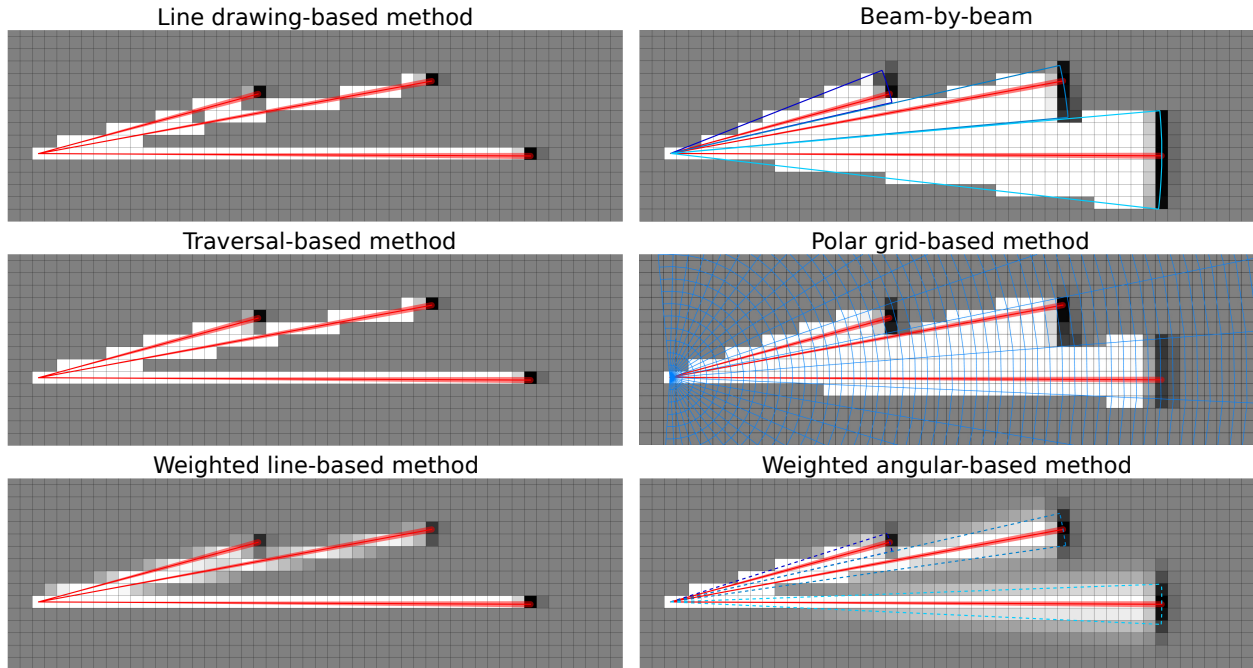 Line drawing-based method
Beam-by-beam
Traversal-based method
Polar grid-based method
Weighted line-based method
Weighted angular-based method